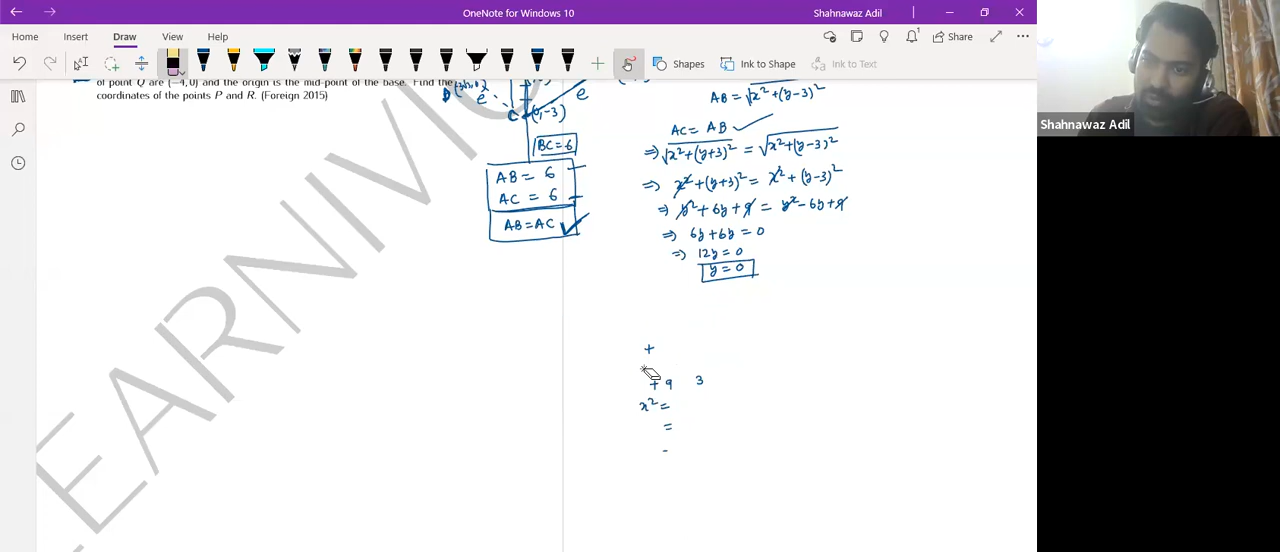 OneNote for Windows 10
Shahnawaz Adil
Home Insert Draw View Help
Share
Shapes Ink to Shape Ink to Text
of point Q are (−4,0) and the origin is the mid-point of the base. Find the
coordinates of the points P and R. (Foreign 2015)
C (0,−3)
BC = 6
AB = 6
AC = 6
AB = AC
AB = √x²+(y−3)²
AC = AB
⇒ √x²+(y+3)² = √x²+(y−3)²
⇒ x²+(y+3)² = x²+(y−3)²
⇒ y²+6y+9 = y²−6y+9
⇒ 6y+6y = 0
⇒ 12y = 0
y = 0
+
+ 9 3
x² =
=
-
Shahnawaz Adil
LEARNIV